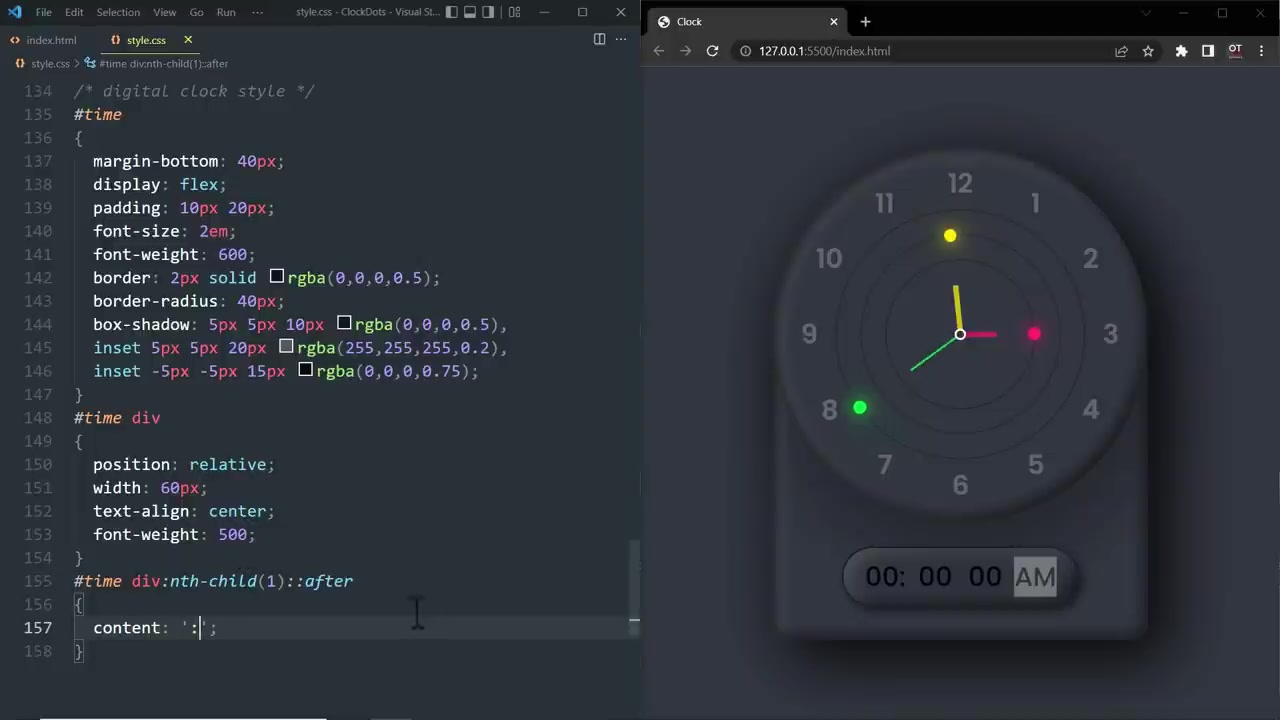 File Edit Selection View Go Run ··· style.css - ClockDots - Visual St...
index.html style.css
style.css > #time div:nth-child(1)::after
134 /* digital clock style */
135 #time
136 {
137 margin-bottom: 40px;
138 display: flex;
139 padding: 10px 20px;
140 font-size: 2em;
141 font-weight: 600;
142 border: 2px solid rgba(0,0,0,0.5);
143 border-radius: 40px;
144 box-shadow: 5px 5px 10px rgba(0,0,0,0.5),
145 inset 5px 5px 20px rgba(255,255,255,0.2),
146 inset -5px -5px 15px rgba(0,0,0,0.75);
147 }
148 #time div
149 {
150 position: relative;
151 width: 60px;
152 text-align: center;
153 font-weight: 500;
154 }
155 #time div:nth-child(1)::after
156 {
157 content: ':';
158 }
Clock
127.0.0.1:5500/index.html
OT
12
11 1
10 2
9 3
8 4
7 5
6
00: 00 00 AM